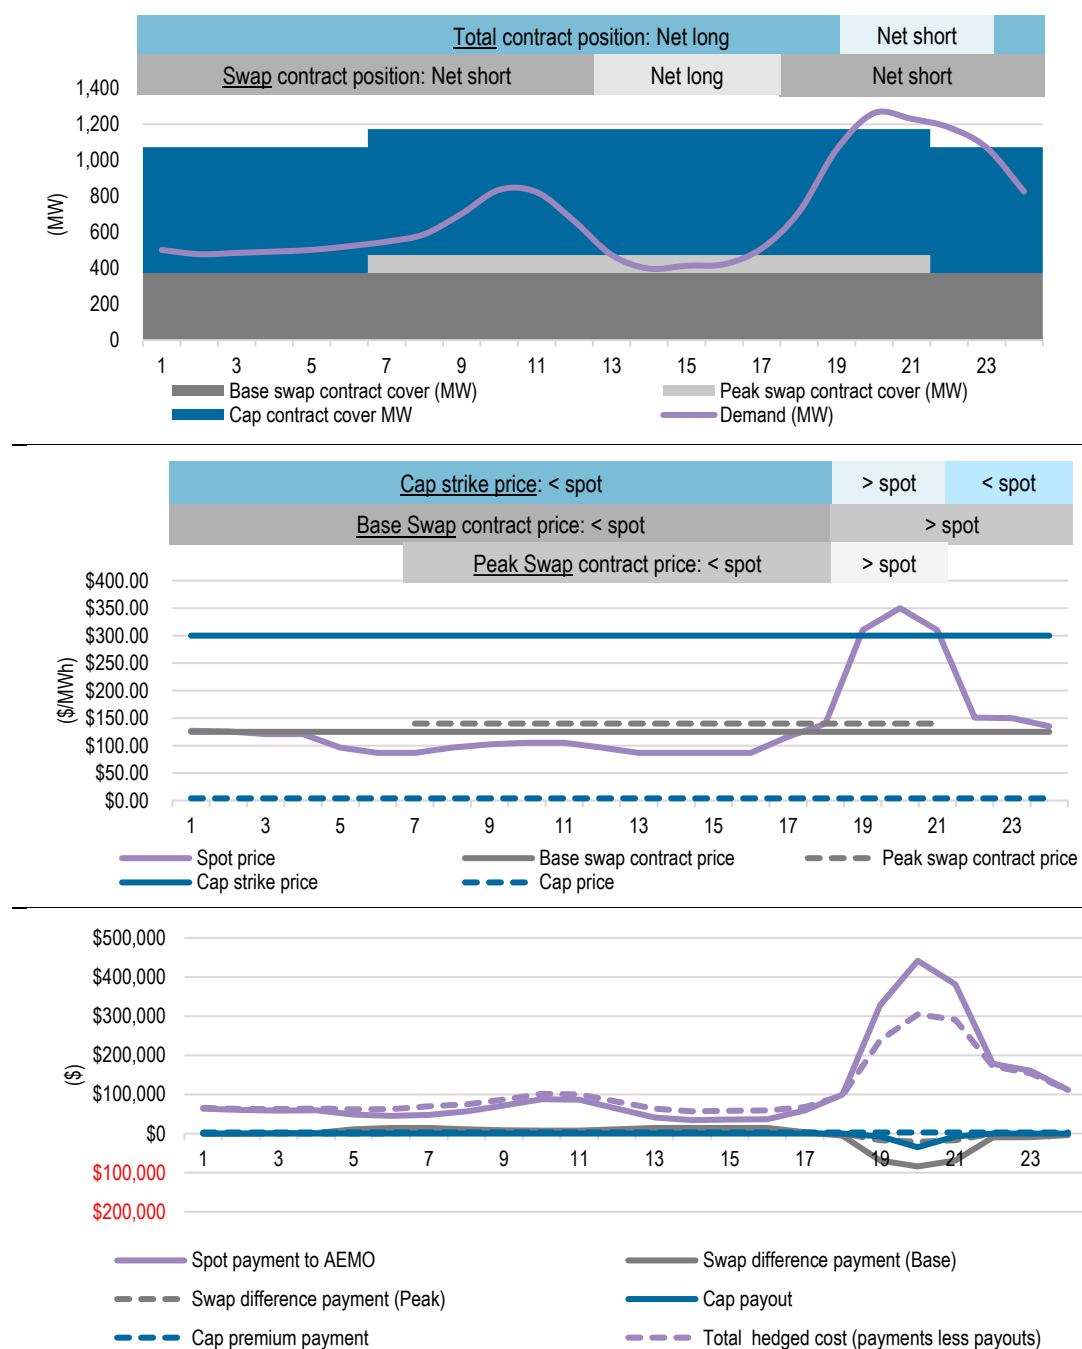 Total contract position: Net long Net short
Swap contract position: Net short Net long Net short
1,400
1,200
1,000
800
600
400
200
0
(MW)
1 3 5 7 9 11 13 15 17 19 21 23
Base swap contract cover (MW) Peak swap contract cover (MW)
Cap contract cover MW Demand (MW)
Cap strike price: < spot > spot < spot
Base Swap contract price: < spot > spot
Peak Swap contract price: < spot > spot
$400.00
$350.00
$300.00
$250.00
$200.00
$150.00
$100.00
$50.00
$0.00
($/MWh)
1 3 5 7 9 11 13 15 17 19 21 23
Spot price Base swap contract price Peak swap contract price
Cap strike price Cap price
$500,000
$400,000
$300,000
$200,000
$100,000
$0
$100,000
$200,000
($)
1 3 5 7 9 11 13 15 17 19 21 23
Spot payment to AEMO Swap difference payment (Base)
Swap difference payment (Peak) Cap payout
Cap premium payment Total hedged cost (payments less payouts)